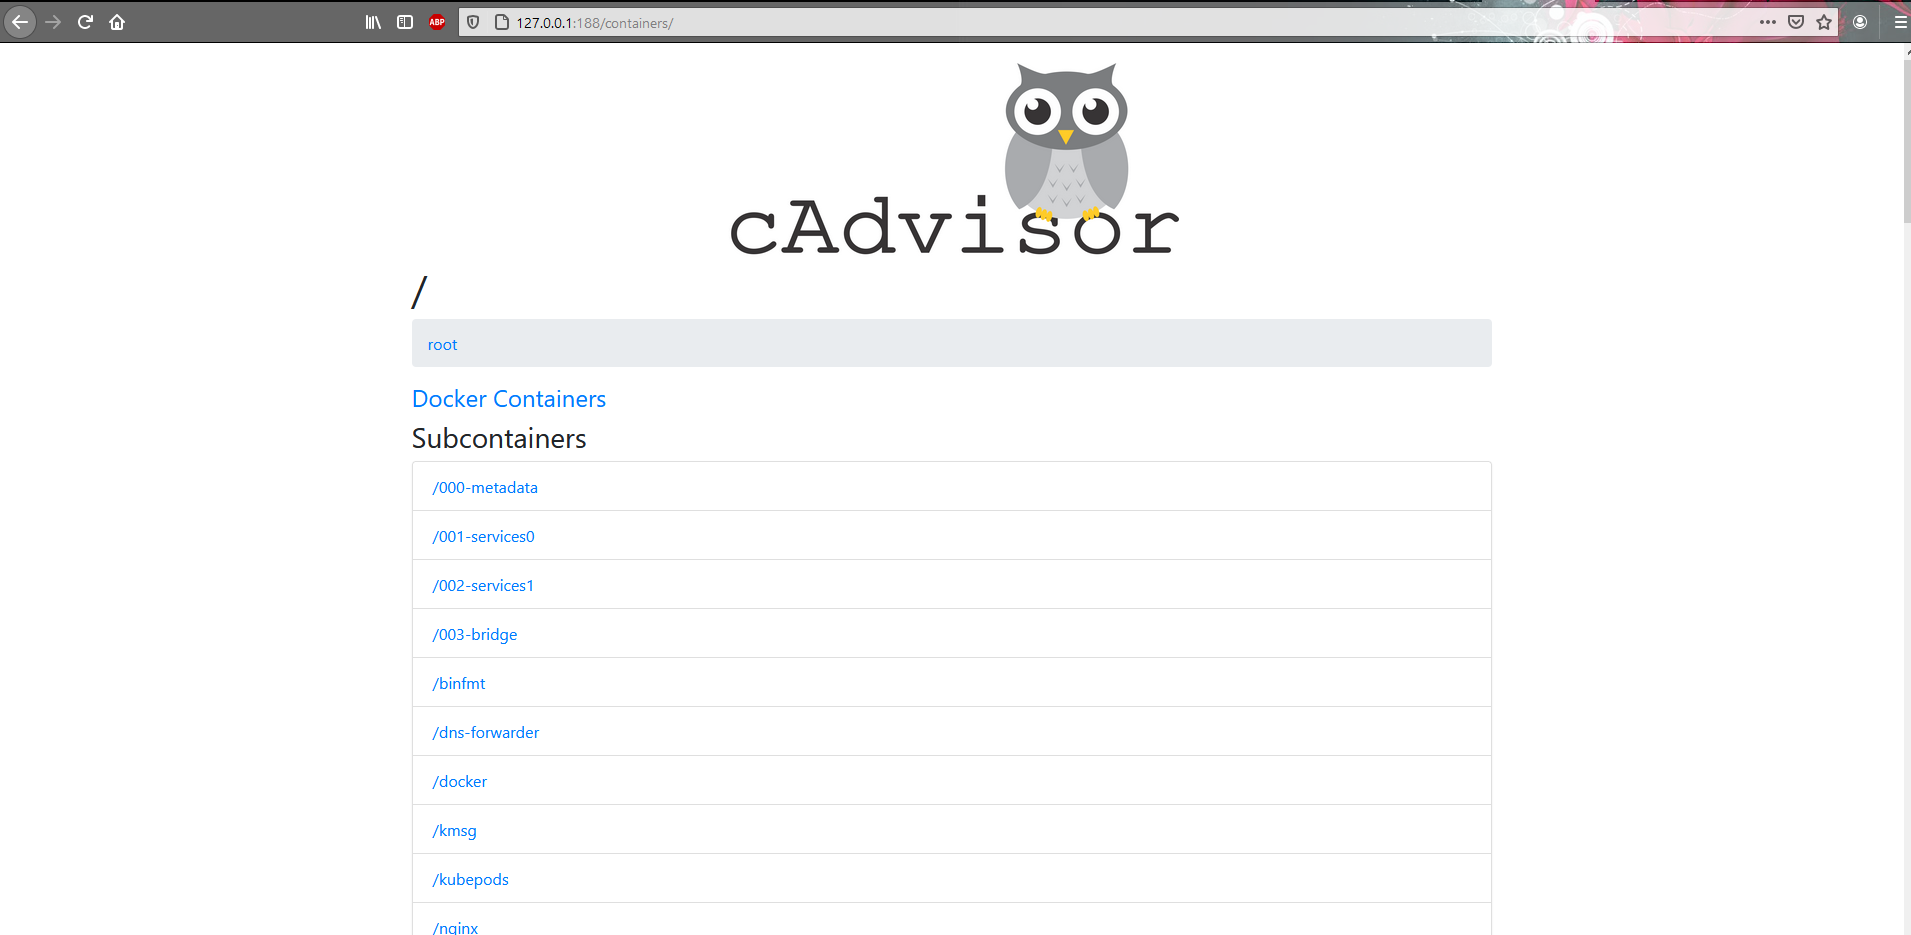 ABP
127.0.0.1:188/containers/
cAdvisor
/
root
Docker Containers
Subcontainers
/000-metadata
/001-services0
/002-services1
/003-bridge
/binfmt
/dns-forwarder
/docker
/kmsg
/kubepods
/nginx